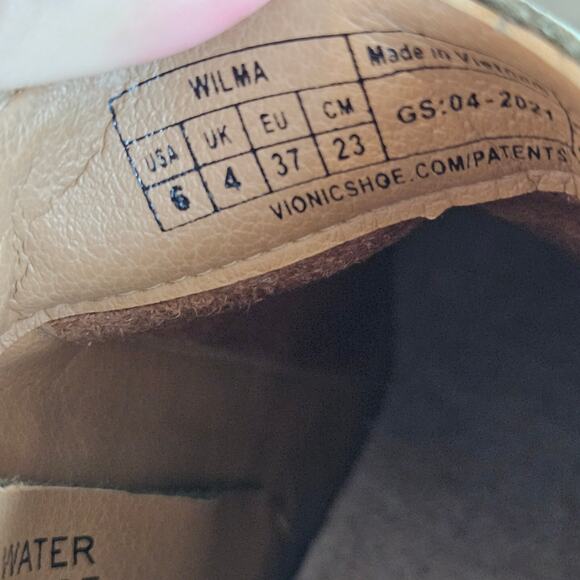 WILMA
Made in Vietnam
USA UK EU CM
GS:04-2021
6 4 37 23
VIONICSHOE.COM/PATENTS
WATER